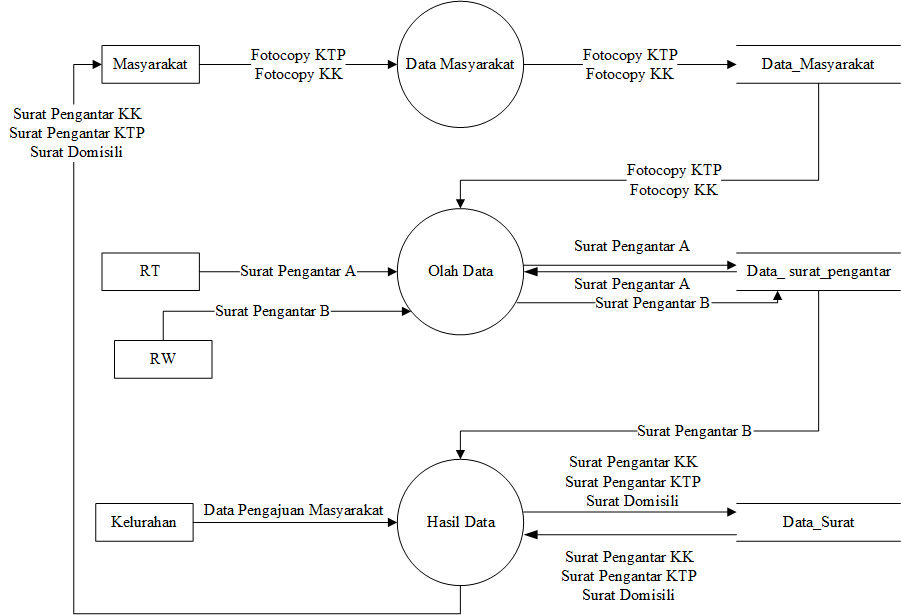 Masyarakat
Fotocopy KTP
Fotocopy KK
Data Masyarakat
Fotocopy KTP
Fotocopy KK
Data_Masyarakat
Surat Pengantar KK
Surat Pengantar KTP
Surat Domisili
Fotocopy KTP
Fotocopy KK
RT
Surat Pengantar A
Olah Data
Surat Pengantar A
Data_ surat_pengantar
Surat Pengantar A
Surat Pengantar B
Surat Pengantar B
RW
Surat Pengantar B
Surat Pengantar KK
Surat Pengantar KTP
Surat Domisili
Kelurahan
Data Pengajuan Masyarakat
Hasil Data
Data_Surat
Surat Pengantar KK
Surat Pengantar KTP
Surat Domisili